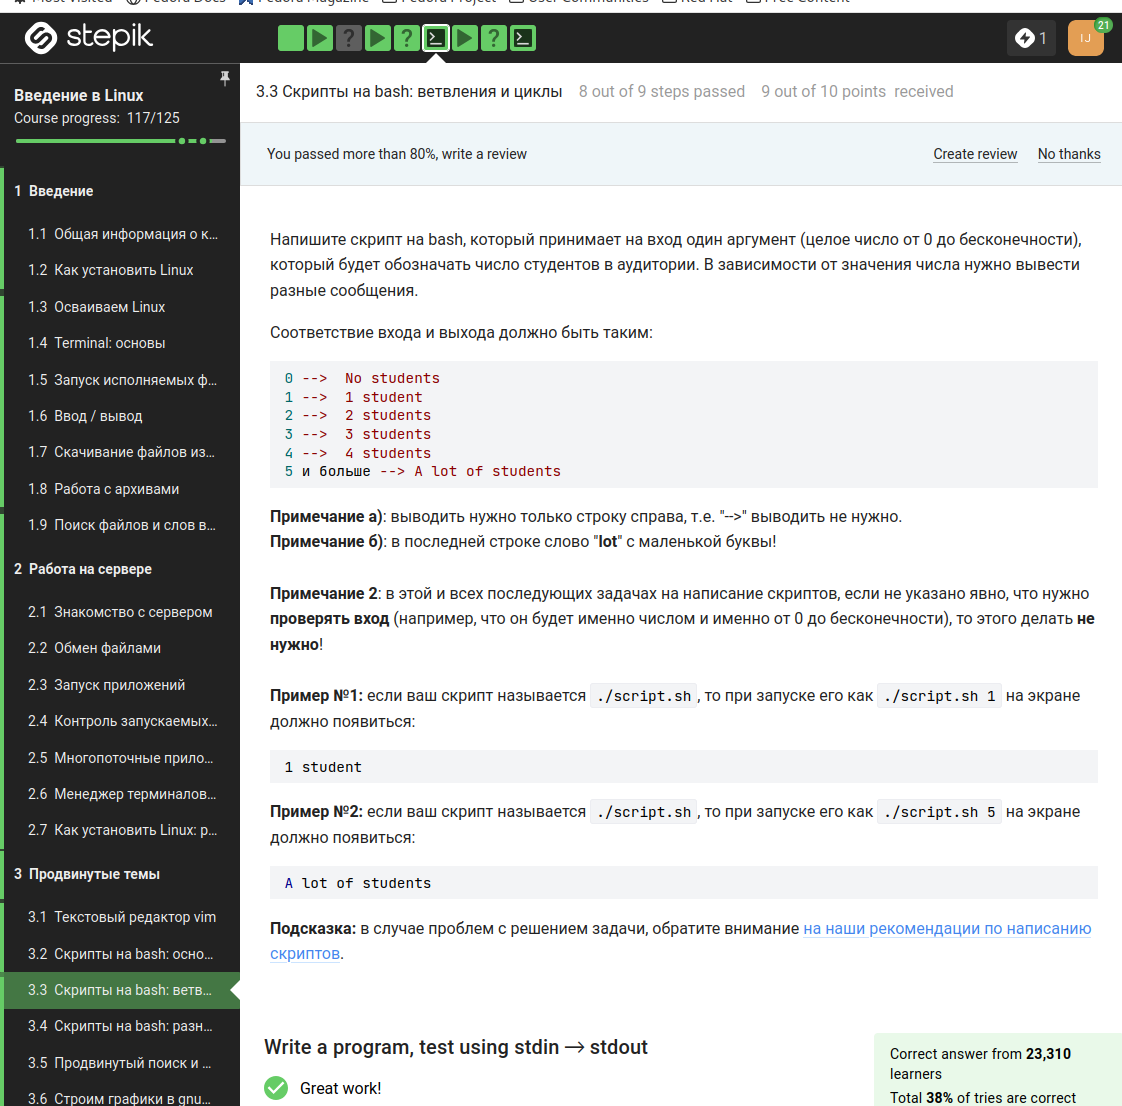 Most Visited Fedora Docs Fedora Magazine Fedora Project User Communities Red Hat Free Content
stepik
1
IJ
21
Введение в Linux
Course progress: 117/125
1 Введение
1.1 Общая информация о к...
1.2 Как установить Linux
1.3 Осваиваем Linux
1.4 Terminal: основы
1.5 Запуск исполняемых ф...
1.6 Ввод / вывод
1.7 Скачивание файлов из...
1.8 Работа с архивами
1.9 Поиск файлов и слов в...
2 Работа на сервере
2.1 Знакомство с сервером
2.2 Обмен файлами
2.3 Запуск приложений
2.4 Контроль запускаемых...
2.5 Многопоточные прило...
2.6 Менеджер терминалов...
2.7 Как установить Linux: р...
3 Продвинутые темы
3.1 Текстовый редактор vim
3.2 Скрипты на bash: осно...
3.3 Скрипты на bash: ветв...
3.4 Скрипты на bash: разн...
3.5 Продвинутый поиск и ...
3.6 Строим графики в gnu...
3.3 Скрипты на bash: ветвления и циклы 8 out of 9 steps passed 9 out of 10 points received
You passed more than 80%, write a review
Create review No thanks
Напишите скрипт на bash, который принимает на вход один аргумент (целое число от 0 до бесконечности),
который будет обозначать число студентов в аудитории. В зависимости от значения числа нужно вывести
разные сообщения.
Соответствие входа и выхода должно быть таким:
0 --> No students
1 --> 1 student
2 --> 2 students
3 --> 3 students
4 --> 4 students
5 и больше --> A lot of students
Примечание а): выводить нужно только строку справа, т.е. "-->" выводить не нужно.
Примечание б): в последней строке слово "lot" с маленькой буквы!
Примечание 2: в этой и всех последующих задачах на написание скриптов, если не указано явно, что нужно
проверять вход (например, что он будет именно числом и именно от 0 до бесконечности), то этого делать не
нужно!
Пример №1: если ваш скрипт называется ./script.sh, то при запуске его как ./script.sh 1 на экране
должно появиться:
1 student
Пример №2: если ваш скрипт называется ./script.sh, то при запуске его как ./script.sh 5 на экране
должно появиться:
A lot of students
Подсказка: в случае проблем с решением задачи, обратите внимание на наши рекомендации по написанию
скриптов.
Write a program, test using stdin → stdout
Great work!
Correct answer from 23,310
learners
Total 38% of tries are correct